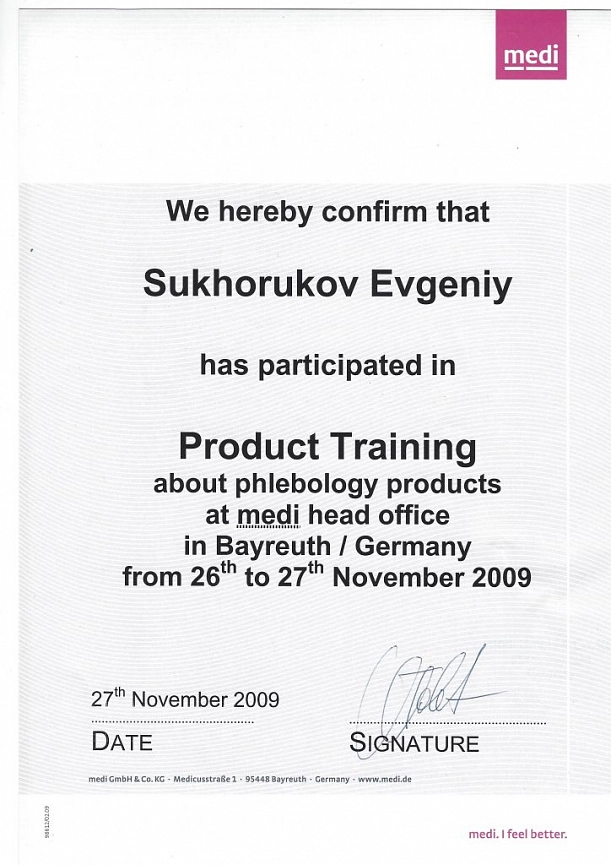 medi
We hereby confirm that
Sukhorukov Evgeniy
has participated in
Product Training
about phlebology products
at medi head office
in Bayreuth / Germany
from 26th to 27th November 2009
27th November 2009
DATE
SIGNATURE
medi GmbH & Co. KG · Medicusstraße 1 · 95448 Bayreuth · Germany · www.medi.de
medi. I feel better.